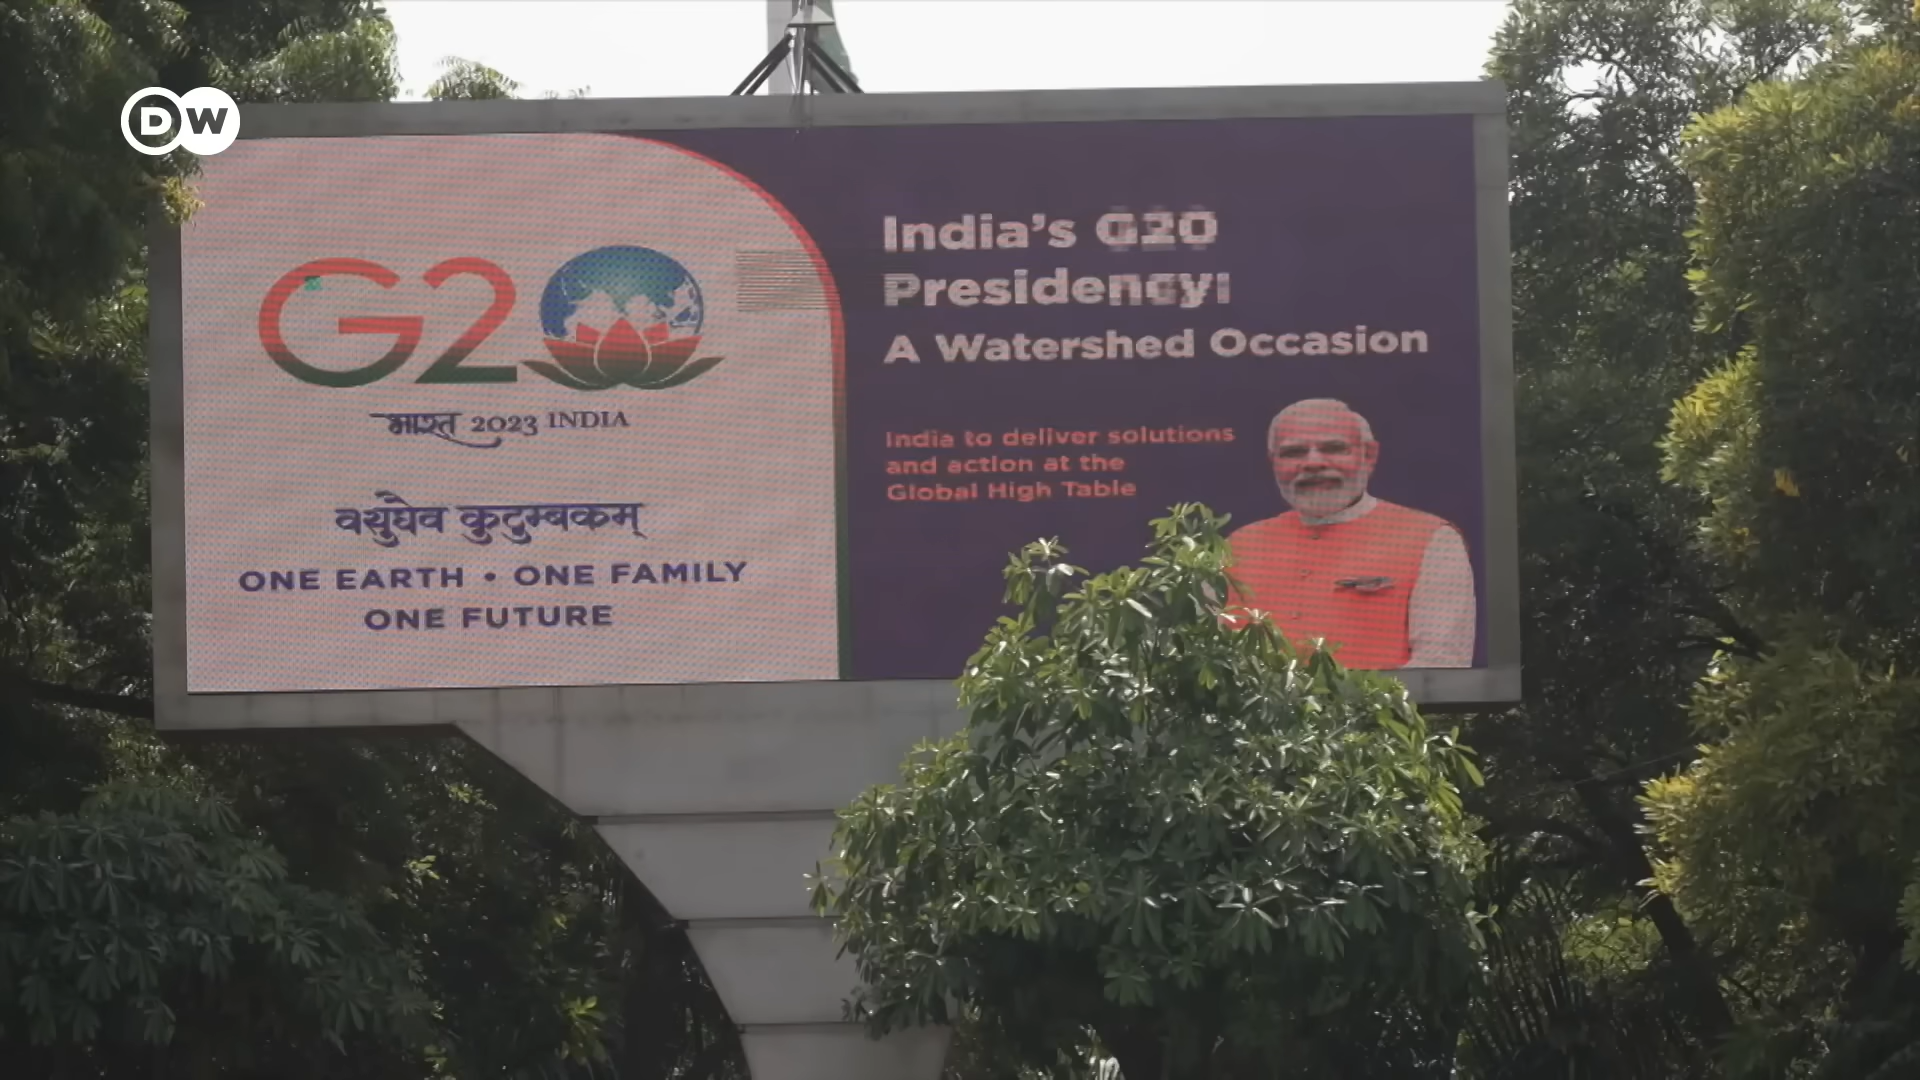 DW
G20
भारत 2023 INDIA
वसुधैव कुटुम्बकम्
ONE EARTH • ONE FAMILY
ONE FUTURE
India's G20
Presidency:
A Watershed Occasion
India to deliver solutions
and action at the
Global High Table